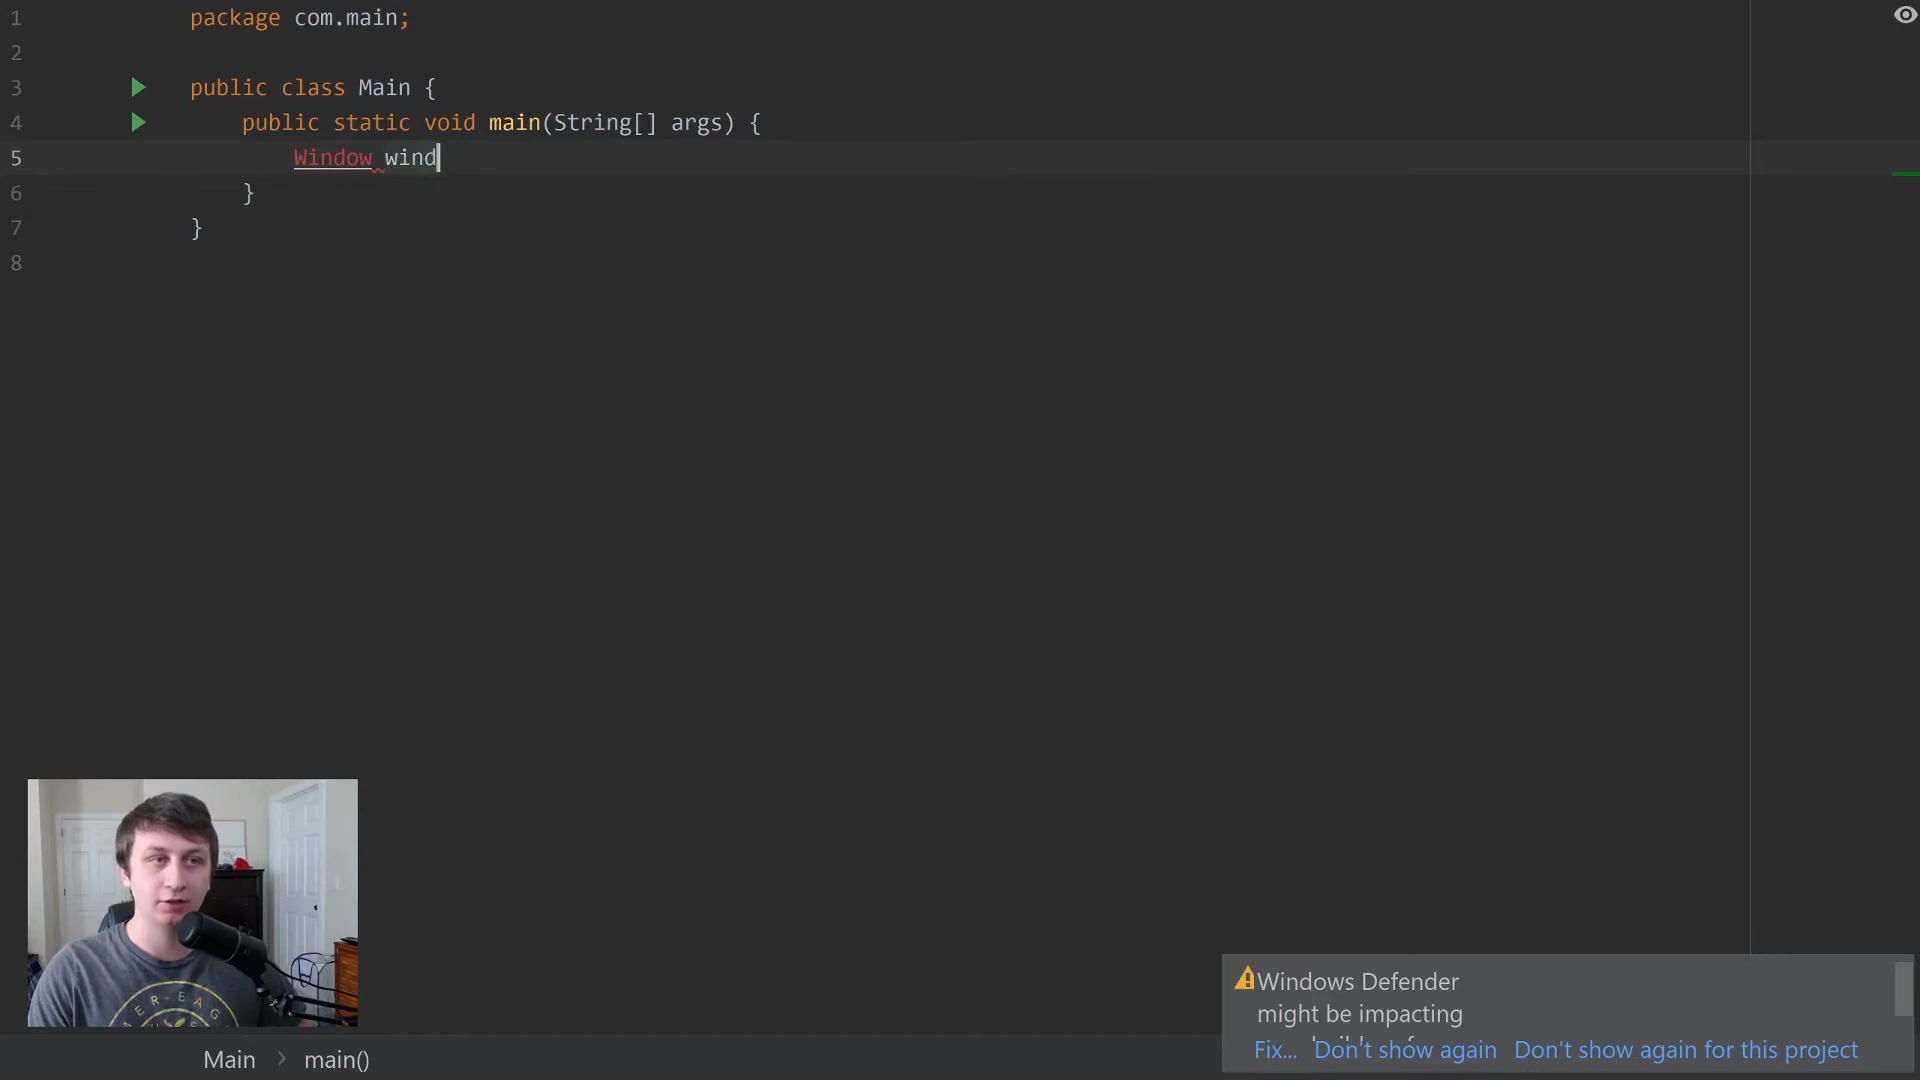 1 package com.main;
2
3 public class Main {
4 public static void main(String[] args) {
5 Window wind
6 }
7 }
8
Windows Defender
might be impacting
Fix... Don't show again Don't show again for this project
Main > main()